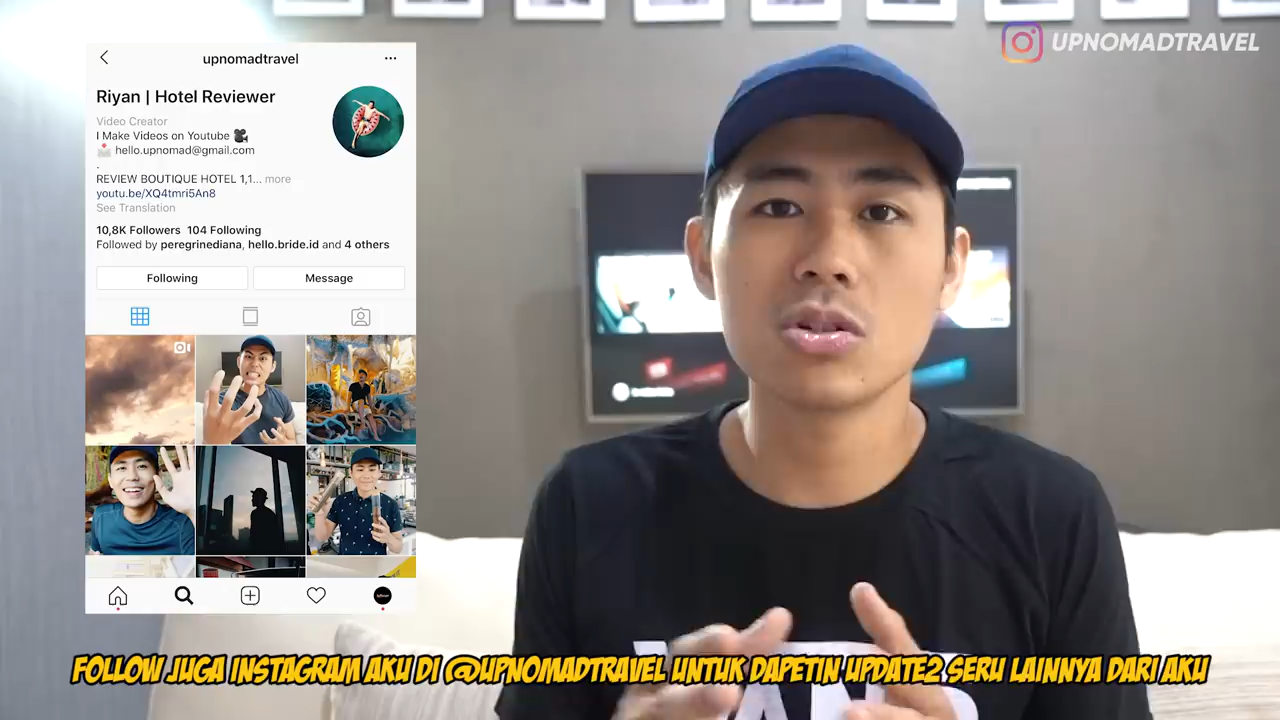 upnomadtravel
UPNOMADTRAVEL
Riyan | Hotel Reviewer
Video Creator
I Make Videos on Youtube 🎥
📩 hello.upnomad@gmail.com
.
REVIEW BOUTIQUE HOTEL 1,1... more
youtu.be/XQ4tmri5An8
See Translation
10,8K Followers 104 Following
Followed by peregrinediana, hello.bride.id and 4 others
Following Message
FOLLOW JUGA INSTAGRAM AKU DI @UPNOMADTRAVEL UNTUK DAPETIN UPDATE2 SERU LAINNYA DARI AKU